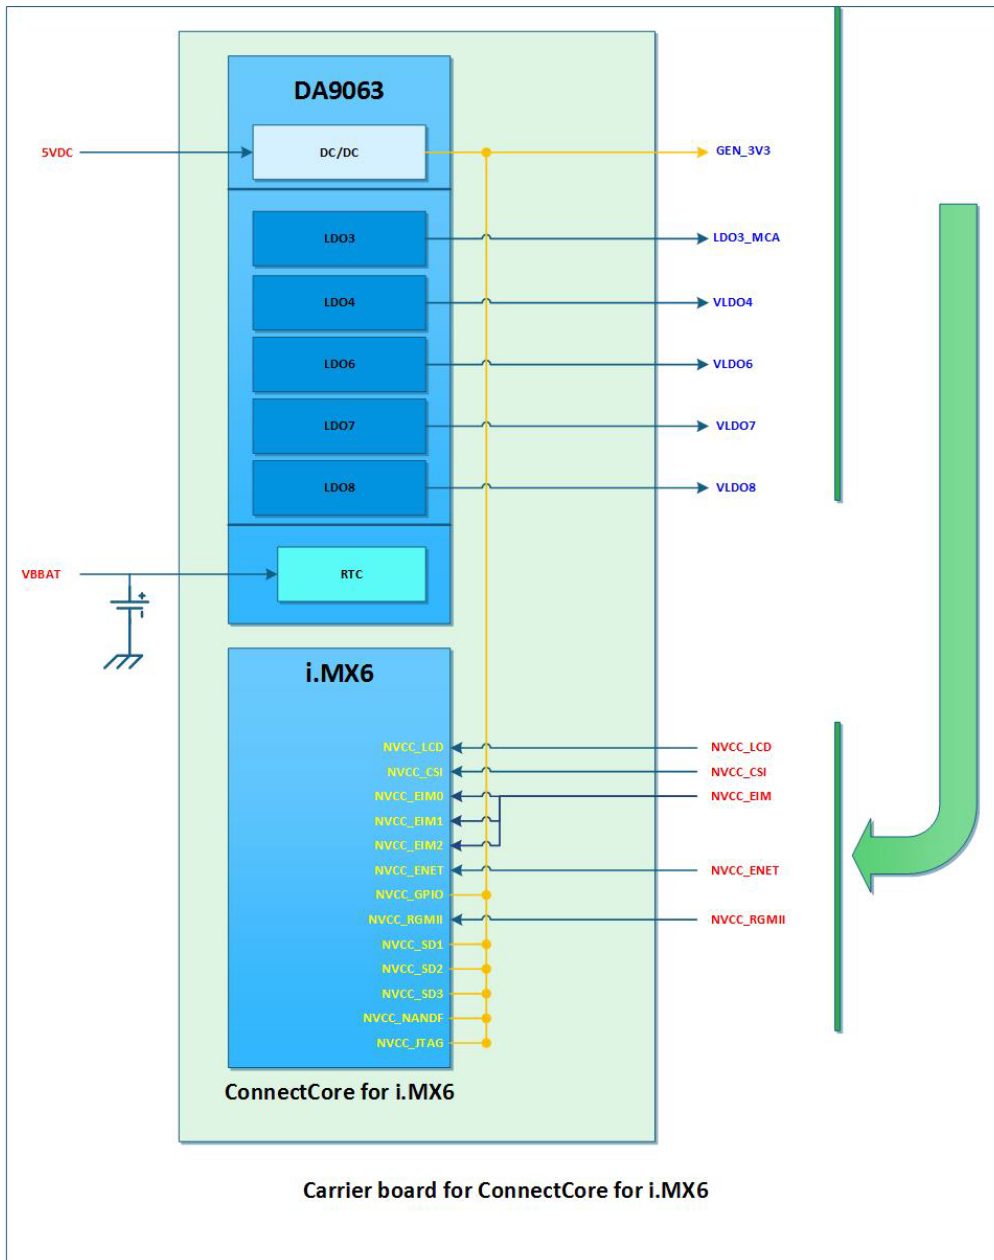 DA9063
5VDC
DC/DC
GEN_3V3
LDO3
LDO3_MCA
LDO4
VLDO4
LDO6
VLDO6
LDO7
VLDO7
LDO8
VLDO8
VBBAT
RTC
+
-
i.MX6
NVCC_LCD
NVCC_LCD
NVCC_CSI
NVCC_CSI
NVCC_EIM0
NVCC_EIM
NVCC_EIM1
NVCC_EIM2
NVCC_ENET
NVCC_ENET
NVCC_GPIO
NVCC_RGMII
NVCC_RGMII
NVCC_SD1
NVCC_SD2
NVCC_SD3
NVCC_NANDF
NVCC_JTAG
ConnectCore for i.MX6
Carrier board for ConnectCore for i.MX6